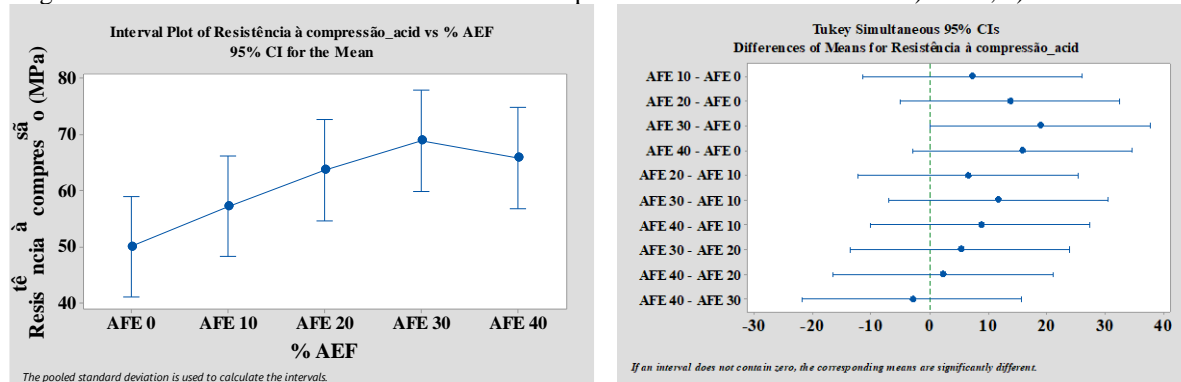 Interval Plot of Resistência à compressão_acid vs % AEF
95% CI for the Mean
Resistência à compressão (MPa)
80
70
60
50
40
AFE 0 AFE 10 AFE 20 AFE 30 AFE 40
% AEF
The pooled standard deviation is used to calculate the intervals.
Tukey Simultaneous 95% CIs
Differences of Means for Resistência à compressão_acid
AFE 10 - AFE 0
AFE 20 - AFE 0
AFE 30 - AFE 0
AFE 40 - AFE 0
AFE 20 - AFE 10
AFE 30 - AFE 10
AFE 40 - AFE 10
AFE 30 - AFE 20
AFE 40 - AFE 20
AFE 40 - AFE 30
-30 -20 -10 0 10 20 30 40
If an interval does not contain zero, the corresponding means are significantly different.